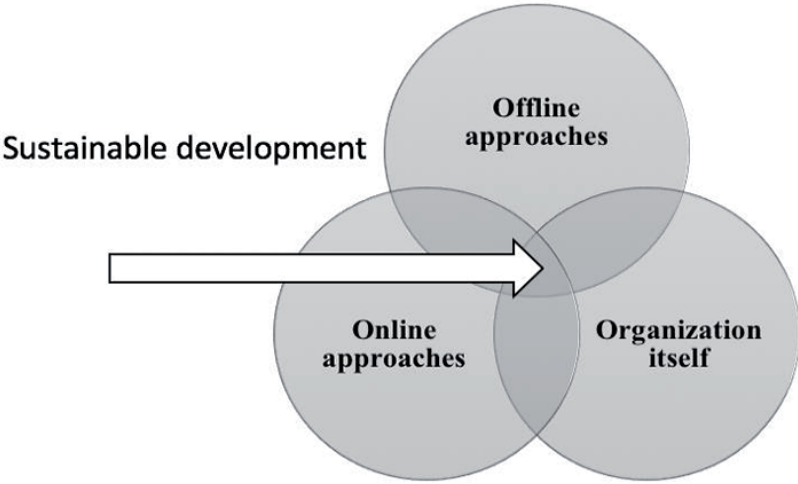 Offline
approaches
Sustainable development
Online
approaches
Organization
itself